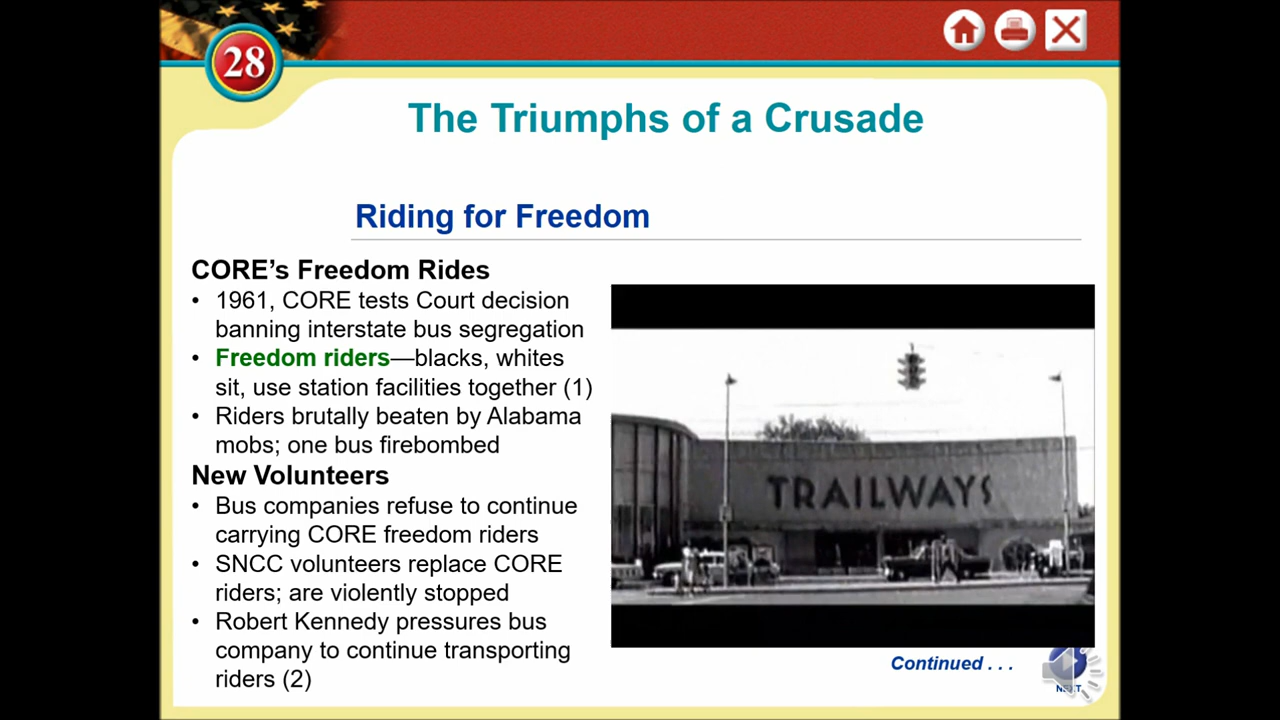 28
The Triumphs of a Crusade
Riding for Freedom
CORE’s Freedom Rides
• 1961, CORE tests Court decision
banning interstate bus segregation
• Freedom riders—blacks, whites
sit, use station facilities together (1)
• Riders brutally beaten by Alabama
mobs; one bus firebombed
New Volunteers
• Bus companies refuse to continue
carrying CORE freedom riders
• SNCC volunteers replace CORE
riders; are violently stopped
• Robert Kennedy pressures bus
company to continue transporting
riders (2)
TRAILWAYS
Continued . . .
NEXT